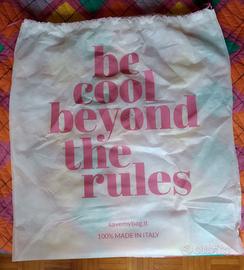 be
cool
beyond
the
rules
savemybag.it
100% MADE IN ITALY